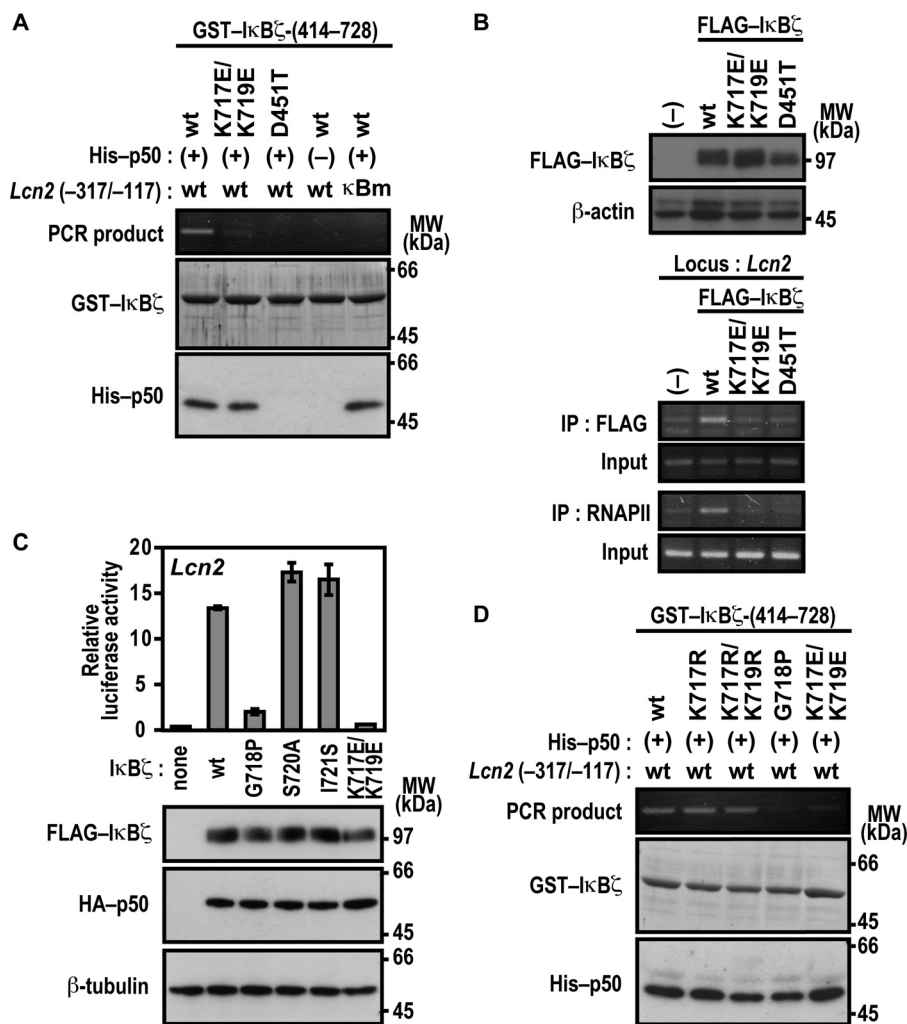 A
GST–IκBζ-(414–728)
wt
K717E/
K719E
D451T
wt
wt
His–p50 : (+) (+) (+) (–) (+)
Lcn2 (–317/–117) : wt wt wt wt κBm
PCR product
MW
(kDa)
GST–IκBζ
66
45
His–p50
66
45
B
FLAG–IκBζ
(–)
wt
K717E/
K719E
D451T
MW
(kDa)
FLAG–IκBζ
97
β-actin
45
Locus : Lcn2
FLAG–IκBζ
(–)
wt
K717E/
K719E
D451T
IP : FLAG
Input
IP : RNAPII
Input
C
Lcn2
Relative
luciferase activity
20
15
10
5
0
IκBζ :
none
wt
G718P
S720A
I721S
K717E/
K719E
MW
(kDa)
FLAG–IκBζ
97
HA–p50
66
45
β-tubulin
66
45
D
GST–IκBζ-(414–728)
wt
K717R
K717R/
K719R
G718P
K717E/
K719E
His–p50 : (+) (+) (+) (+) (+)
Lcn2 (–317/–117) : wt wt wt wt wt
PCR product
MW
(kDa)
GST–IκBζ
66
45
His–p50
66
45